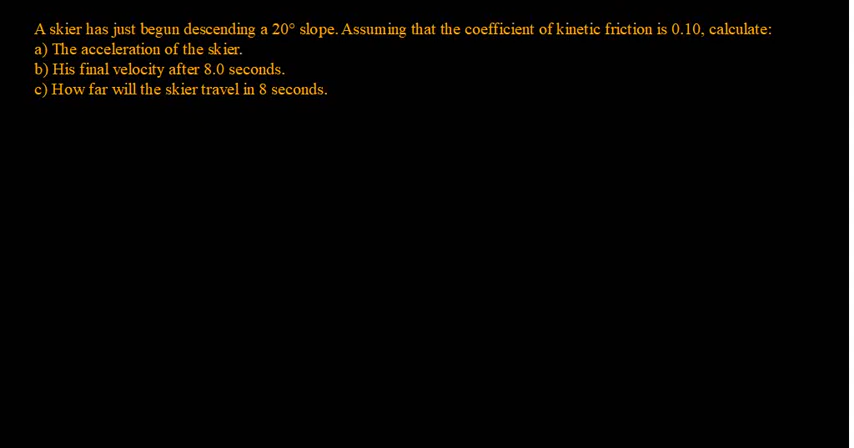 A skier has just begun descending a 20° slope. Assuming that the coefficient of kinetic friction is 0.10, calculate:
a) The acceleration of the skier.
b) His final velocity after 8.0 seconds.
c) How far will the skier travel in 8 seconds.